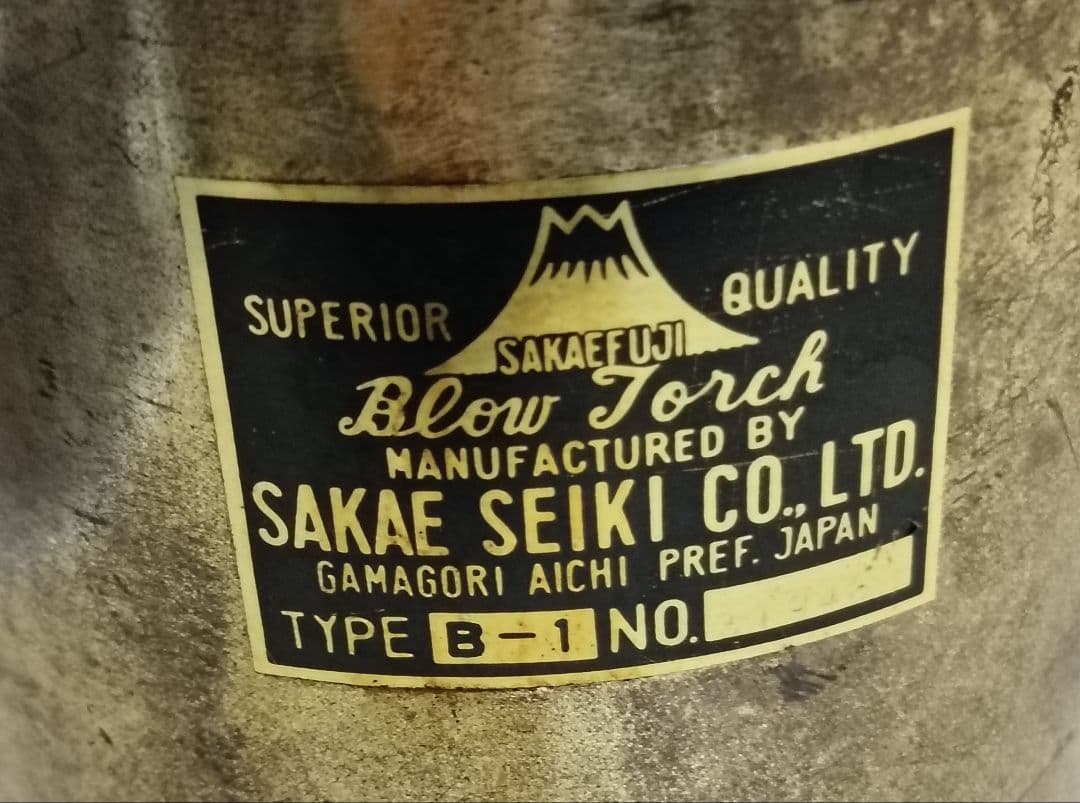 SUPERIOR QUALITY
SAKAEFUJI
Blow Torch
MANUFACTURED BY
SAKAE SEIKI CO., LTD.
GAMAGORI AICHI PREF. JAPAN
TYPE B-1 NO.